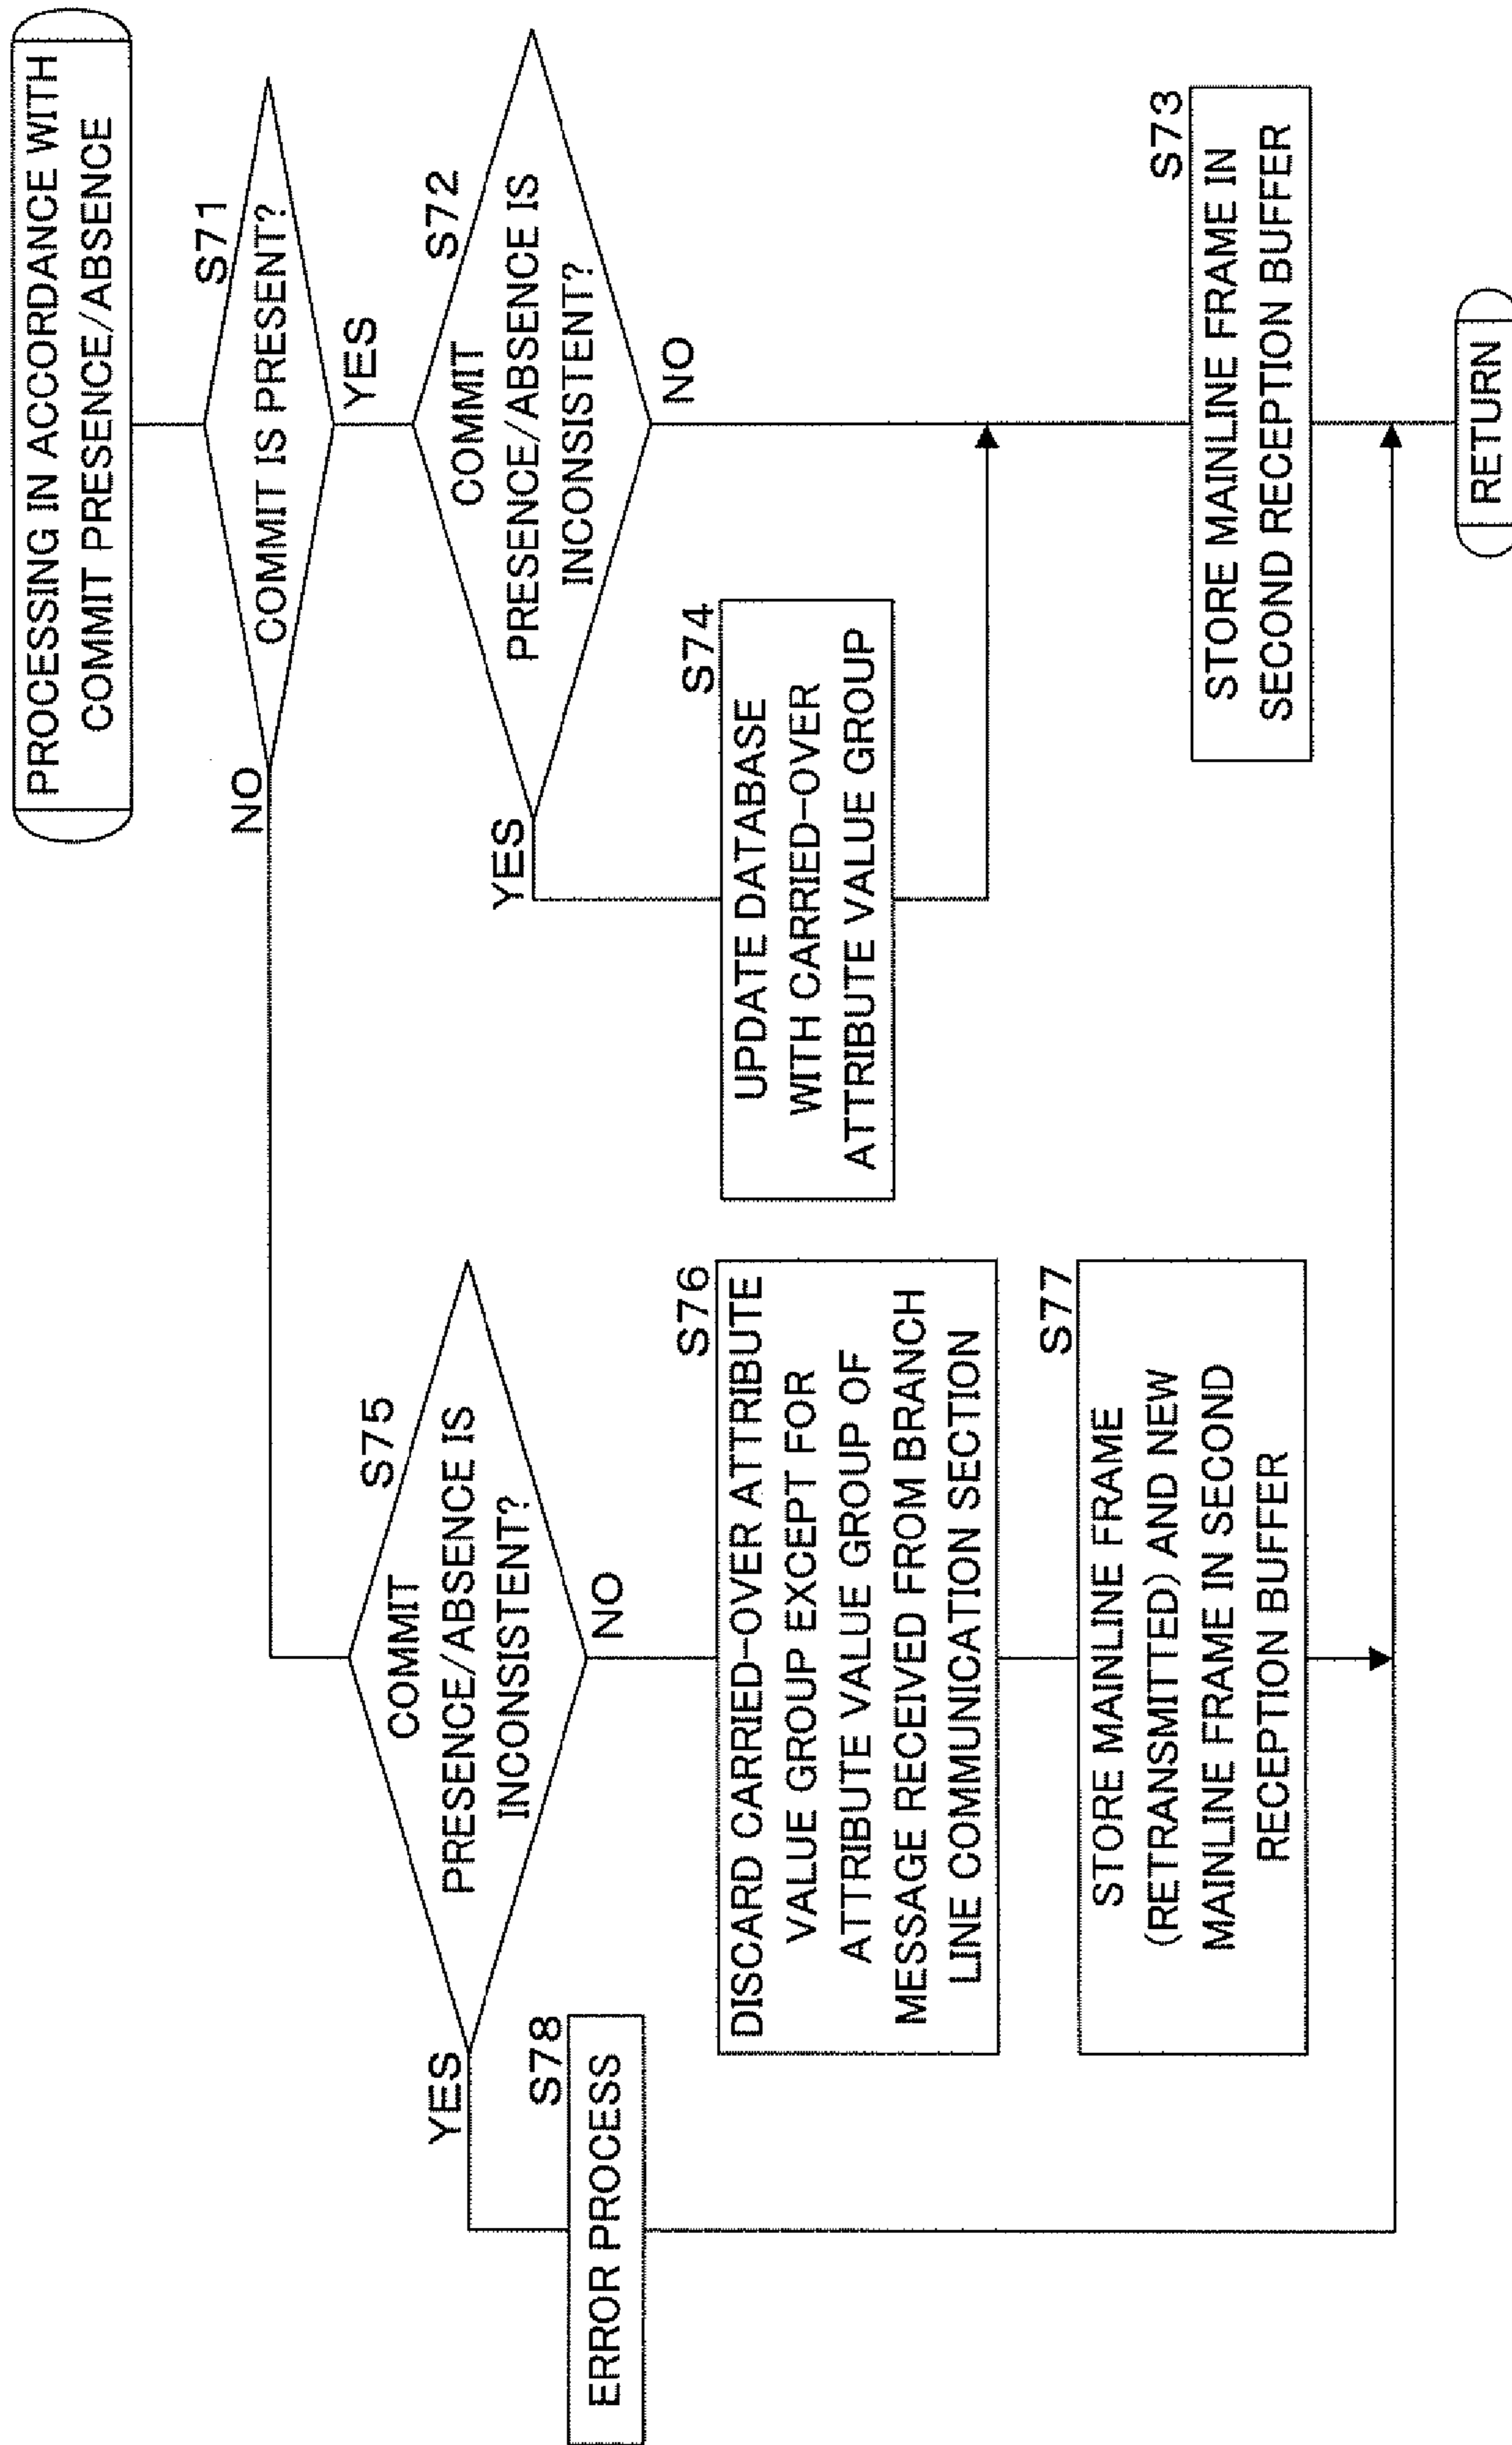 PROCESSING IN ACCORDANCE WITH
COMMIT PRESENCE/ABSENCE
S71
COMMIT IS PRESENT?
NO
YES
S72
COMMIT
PRESENCE/ABSENCE IS
INCONSISTENT?
YES
NO
S74
UPDATE DATABASE
WITH CARRIED-OVER
ATTRIBUTE VALUE GROUP
S73
STORE MAINLINE FRAME IN
SECOND RECEPTION BUFFER
S75
COMMIT
PRESENCE/ABSENCE IS
INCONSISTENT?
YES
NO
S78
ERROR PROCESS
S76
DISCARD CARRIED-OVER ATTRIBUTE
VALUE GROUP EXCEPT FOR
ATTRIBUTE VALUE GROUP OF
MESSAGE RECEIVED FROM BRANCH
LINE COMMUNICATION SECTION
S77
STORE MAINLINE FRAME
(RETRANSMITTED) AND NEW
MAINLINE FRAME IN SECOND
RECEPTION BUFFER
RETURN